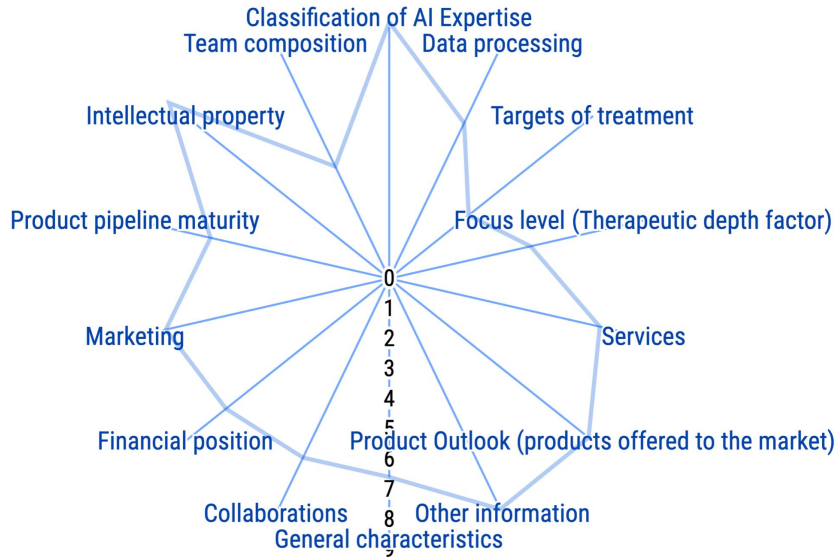 Classification of AI Expertise
Team composition
Data processing
Intellectual property
Targets of treatment
Product pipeline maturity
Focus level (Therapeutic depth factor)
0
1
2
Marketing
Services
3
4
5
Financial position
Product Outlook (products offered to the market)
6
7
Collaborations
8
Other information
General characteristics
9